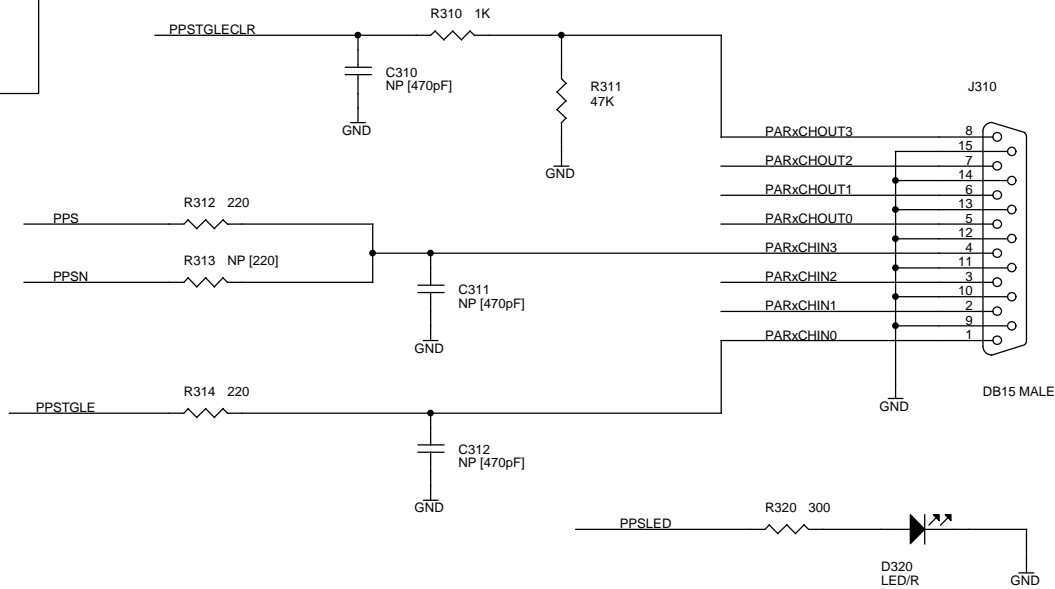 R310 1K
PPSTGLECLR
C310
NP [470pF]
GND
R311
47K
GND
J310
PARxCHOUT3 8
15
PARxCHOUT2 7
14
PARxCHOUT1 6
13
PARxCHOUT0 5
12
PARxCHIN3 4
11
PARxCHIN2 3
10
PARxCHIN1 2
9
PARxCHIN0 1
GND
DB15 MALE
R312 220
PPS
R313 NP [220]
PPSN
C311
NP [470pF]
GND
R314 220
PPSTGLE
C312
NP [470pF]
GND
R320 300
PPSLED
D320
LED/R
GND